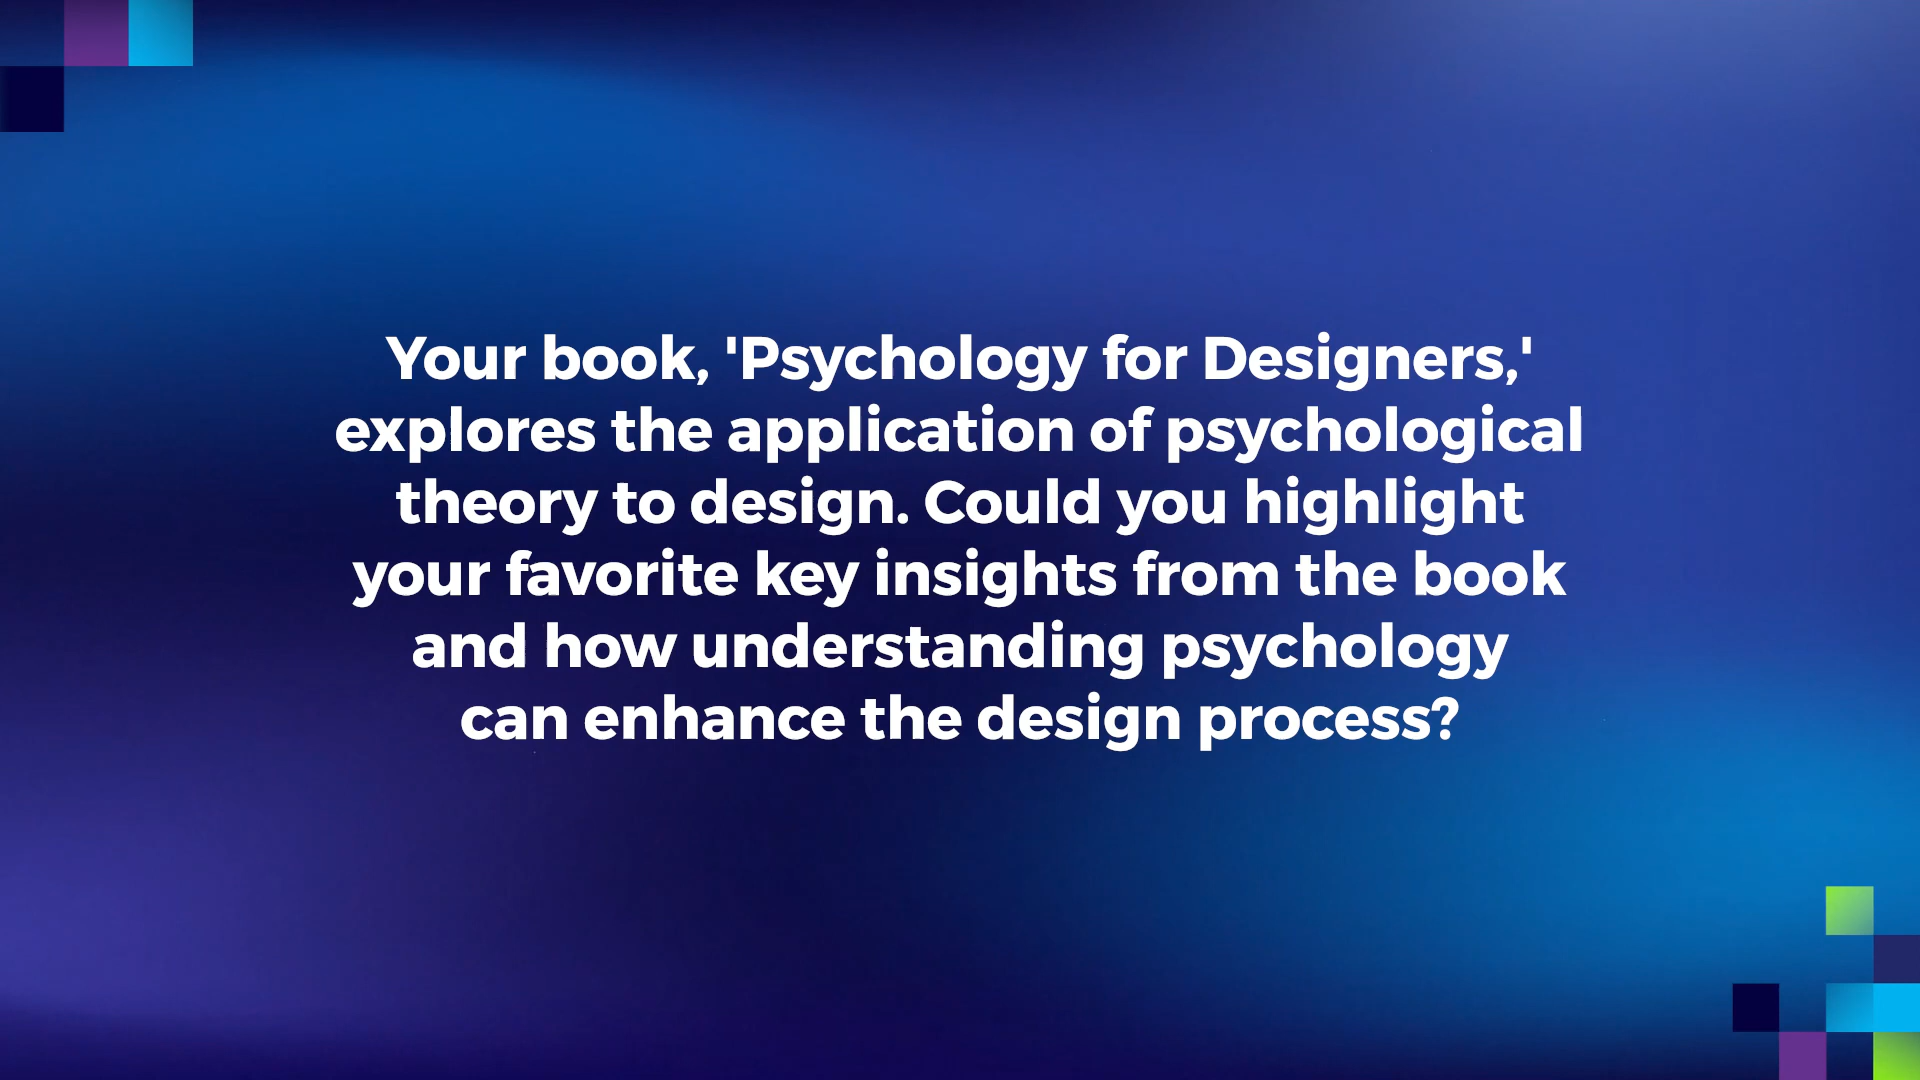 Your book, 'Psychology for Designers,'
explores the application of psychological
theory to design. Could you highlight
your favorite key insights from the book
and how understanding psychology
can enhance the design process?